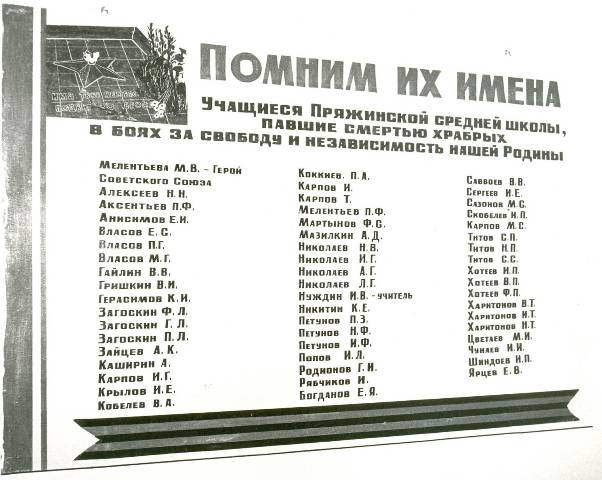 Помним их имена
Учащиеся Пряжинской средней школы,
павшие смертью храбрых
в боях за свободу и независимость нашей Родины
Мелентьева М.В. - Герой
Советского Союза
Алексеев Н.Н.
Аксентьев П.Ф.
Анисимов Е.И.
Власов Е.С.
Власов П.Г.
Власов М.Г.
Гайлин В.В.
Гришкин В.И.
Герасимов К.И.
Загоскин Ф.Л.
Загоскин Г.Л.
Загоскин П.Л.
Зайцев А.К.
Каширин А.
Карпов И.Г.
Крылов И.Е.
Кобелев В.А.
Коккиев П.А.
Карпов И.
Карпов Т.
Мелентьев П.Ф.
Мартынов Ф.С.
Мазилкин А.Д.
Николаев Н.В.
Николаев И.Г.
Николаев А.Г.
Николаев Л.Г.
Нуждин И.В. - учитель
Никитин К.Е.
Петунов П.З.
Петунов Н.Ф.
Петунов И.Ф.
Попов И.Л.
Родионов Г.И.
Рябчиков И.
Богданов Е.Я.
Саввоев В.В.
Сергеев И.Е.
Сазонов М.С.
Скобелев И.П.
Карпов М.С.
Титов С.П.
Титов Н.П.
Титов С.С.
Хотеев И.П.
Хотеев В.П.
Хотеев Ф.П.
Харитонов В.Т.
Харитонов И.Т.
Харитонов Н.Т.
Цветаев М.И.
Чунаев И.И.
Шиндоев И.П.
Ярцев Е.В.